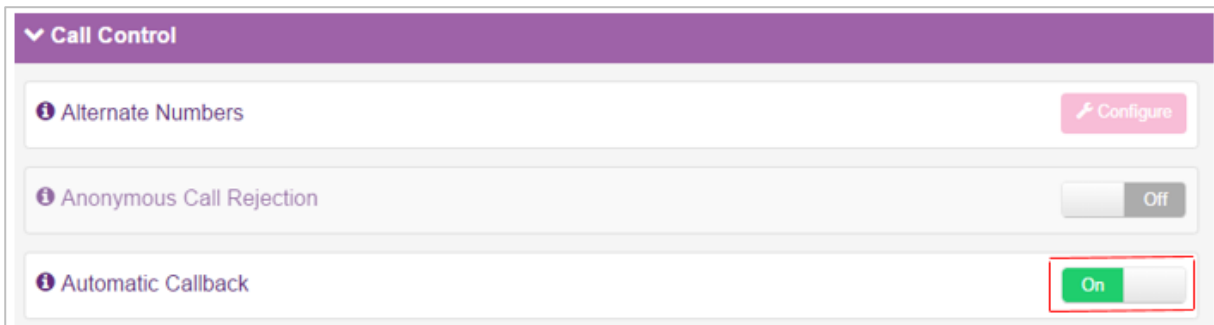 Call Control
Alternate Numbers
Configure
Anonymous Call Rejection
Off
Automatic Callback
On